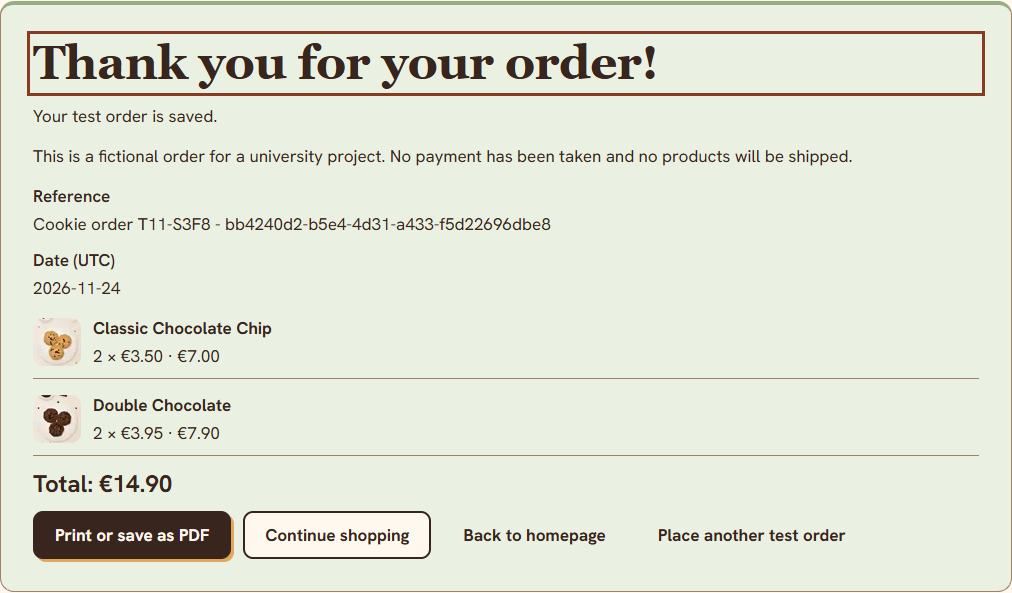 Thank you for your order!
Your test order is saved.
This is a fictional order for a university project. No payment has been taken and no products will be shipped.
Reference
Cookie order T11-S3F8 - bb4240d2-b5e4-4d31-a433-f5d22696dbe8
Date (UTC)
2026-11-24
Classic Chocolate Chip
2 × €3.50 · €7.00
Double Chocolate
2 × €3.95 · €7.90
Total: €14.90
Print or save as PDF
Continue shopping
Back to homepage
Place another test order